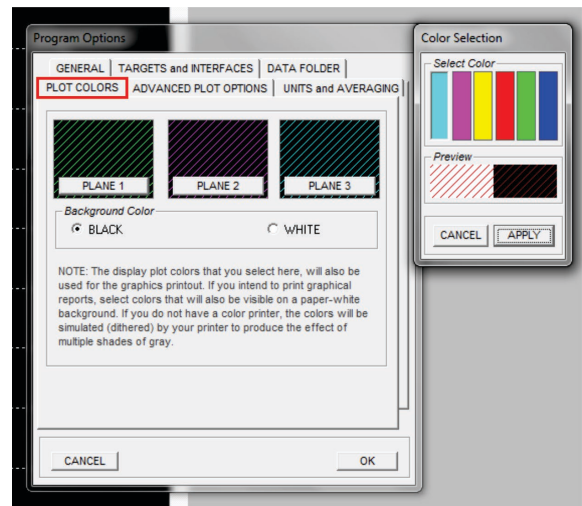 Program Options
GENERAL
TARGETS and INTERFACES
DATA FOLDER
PLOT COLORS
ADVANCED PLOT OPTIONS
UNITS and AVERAGING
PLANE 1
PLANE 2
PLANE 3
Background Color
BLACK
WHITE
NOTE: The display plot colors that you select here, will also be
used for the graphics printout. If you intend to print graphical
reports, select colors that will also be visible on a paper-white
background. If you do not have a color printer, the colors will be
simulated (dithered) by your printer to produce the effect of
multiple shades of gray.
CANCEL
OK
Color Selection
Select Color
Preview
CANCEL
APPLY